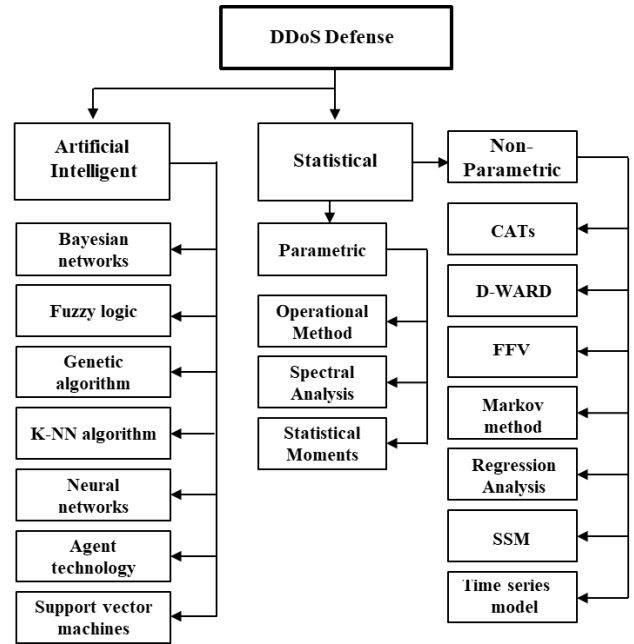 DDoS Defense
Artificial
Intelligent
Bayesian
networks
Fuzzy logic
Genetic
algorithm
K-NN algorithm
Neural
networks
Agent
technology
Support vector
machines
Statistical
Parametric
Operational
Method
Spectral
Analysis
Statistical
Moments
Non-
Parametric
CATs
D-WARD
FFV
Markov
method
Regression
Analysis
SSM
Time series
model